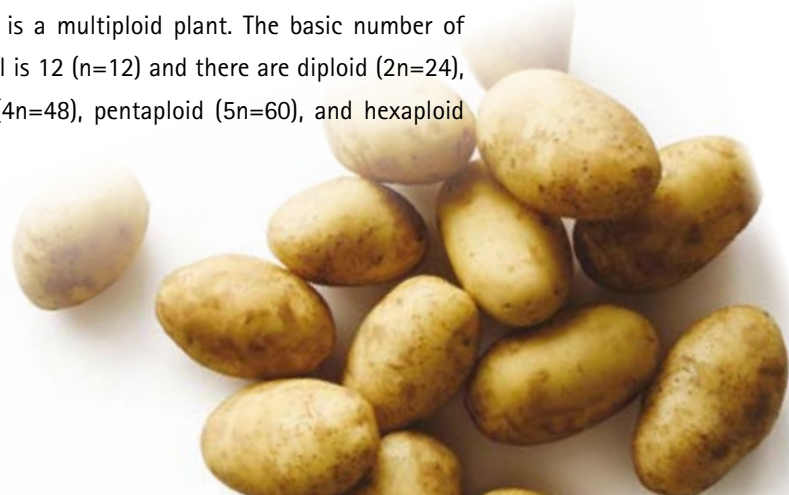 is a multiploid plant. The basic number of
is 12 (n=12) and there are diploid (2n=24),
4n=48), pentaploid (5n=60), and hexaploid